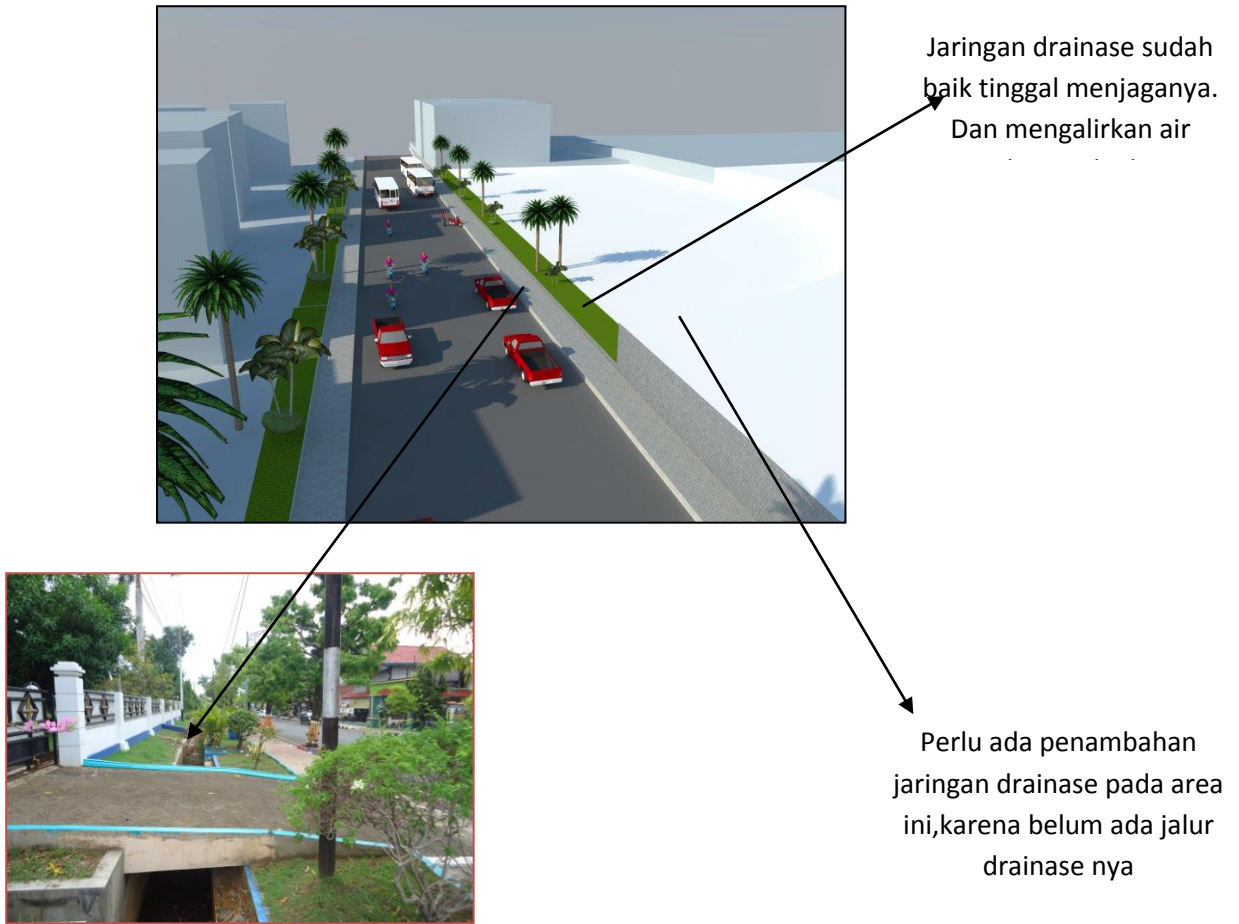 Jaringan drainase sudah
baik tinggal menjaganya.
Dan mengalirkan air
Perlu ada penambahan
jaringan drainase pada area
ini,karena belum ada jalur
drainase nya